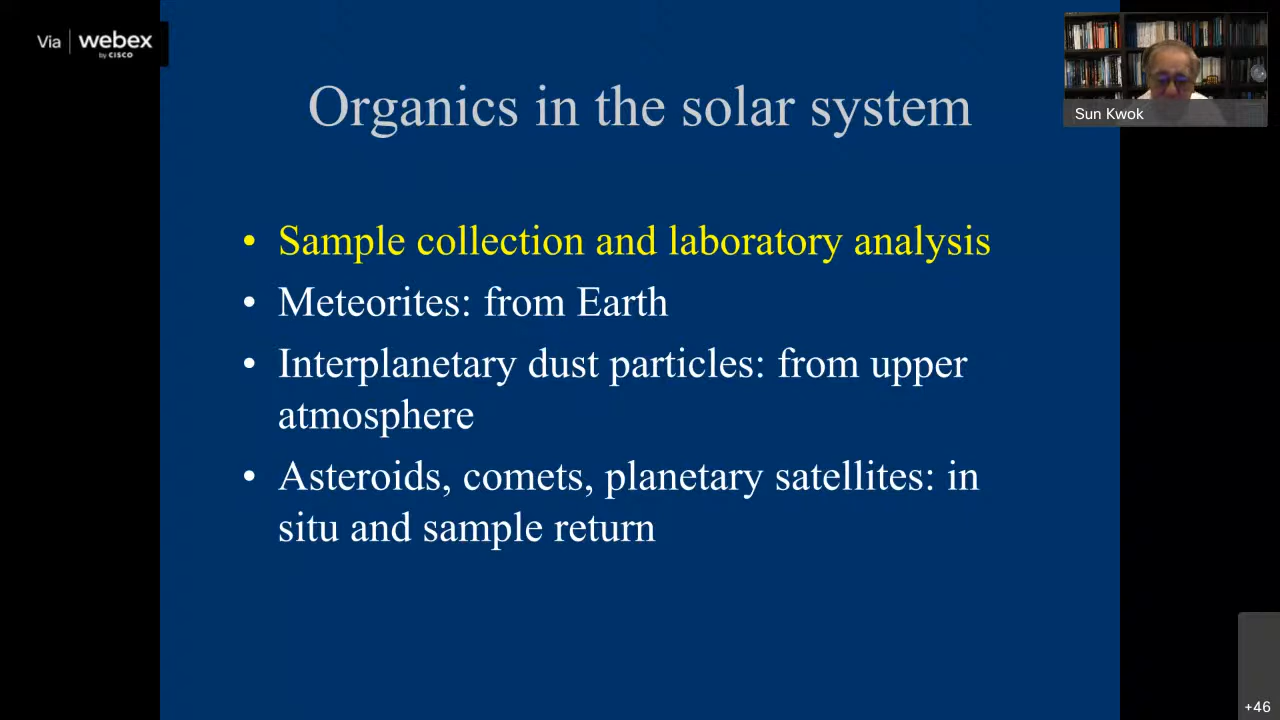 Via webex
by CISCO
Sun Kwok
Organics in the solar system
• Sample collection and laboratory analysis
• Meteorites: from Earth
• Interplanetary dust particles: from upper
atmosphere
• Asteroids, comets, planetary satellites: in
situ and sample return
+46